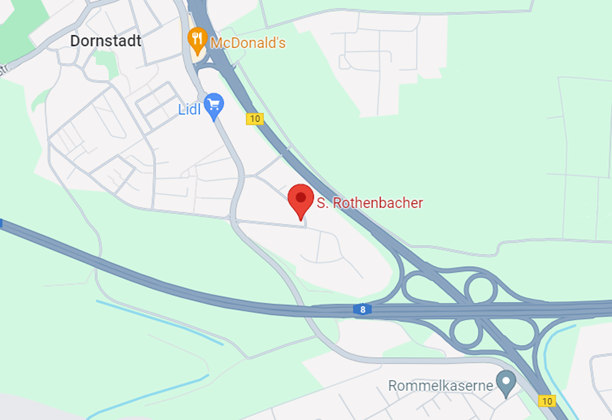 Dornstadt
McDonald's
Lidl
10
S. Rothenbacher
8
Rommelkaserne
10